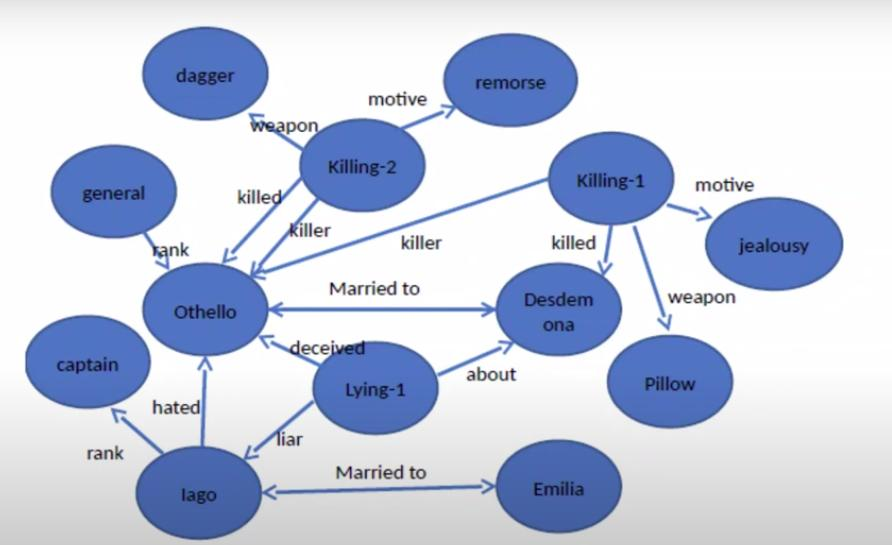 dagger
motive
remorse
weapon
Killing-2
Killing-1
general
killed
motive
killer
killer
killed
jealousy
rank
Married to
weapon
Othello
Desdem
ona
deceived
captain
about
Lying-1
Pillow
hated
liar
rank
Married to
Iago
Emilia